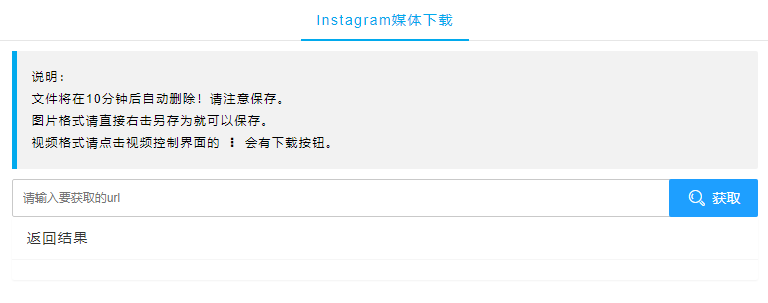 Instagram媒体下载
说明：
文件将在10分钟后自动删除！请注意保存。
图片格式请直接右击另存为就可以保存。
视频格式请点击视频控制界面的 ⋮ 会有下载按钮。
请输入要获取的url
获取
返回结果